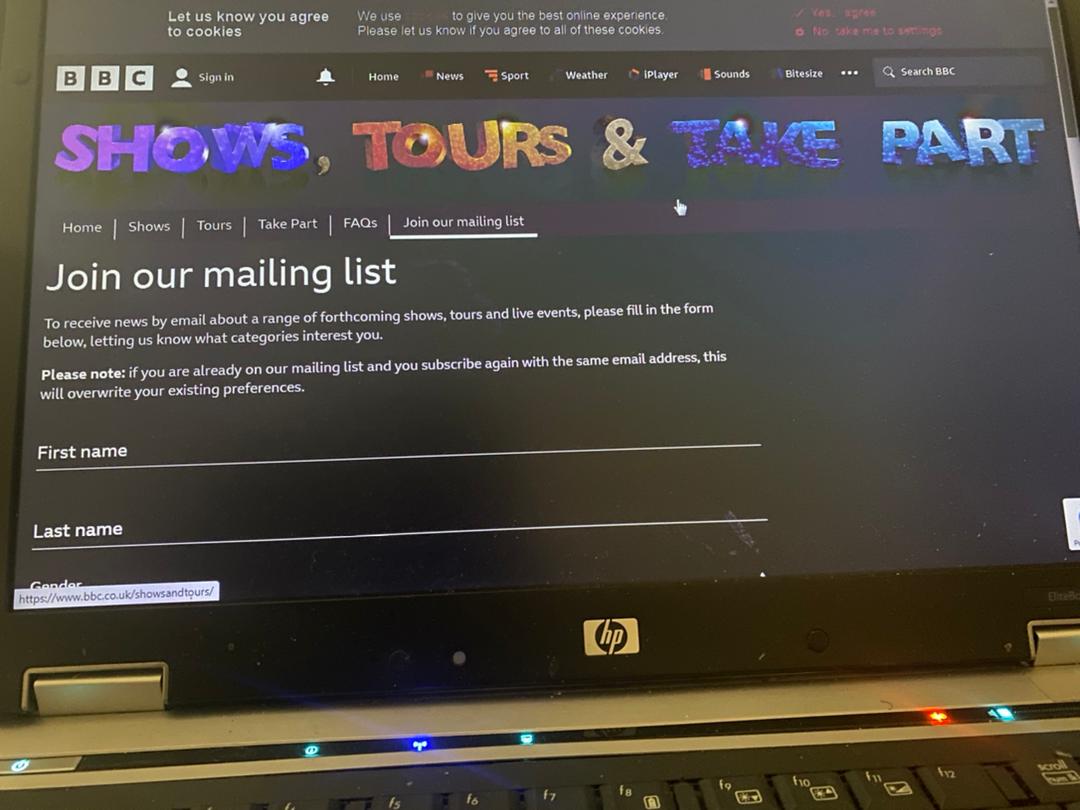 Let us know you agree
to cookies
We use to give you the best online experience.
Please let us know if you agree to all of these cookies.
Yes, agree
No, take me to settings
BBC
Sign in
Home
News
Sport
Weather
iPlayer
Sounds
Bitesize
Search BBC
SHOWS, TOURS & TAKE PART
Home
Shows
Tours
Take Part
FAQs
Join our mailing list
Join our mailing list
To receive news by email about a range of forthcoming shows, tours and live events, please fill in the form
below, letting us know what categories interest you.
Please note: if you are already on our mailing list and you subscribe again with the same email address, this
will overwrite your existing preferences.
First name
Last name
Gender
https://www.bbc.co.uk/showsandtours/
hp
f5
f6
f7
f8
f9
f10
f11
f12
scroll